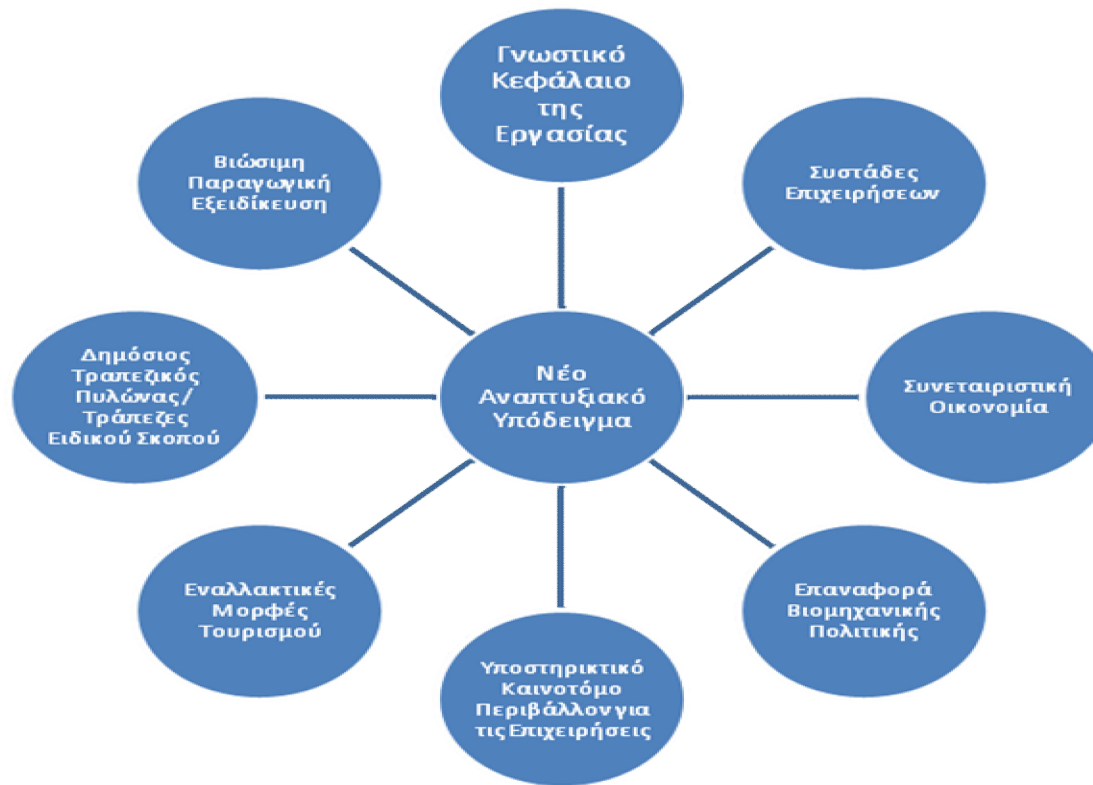 Γνωστικό
Κεφάλαιο
της
Εργασίας
Συστάδες
Επιχειρήσεων
Συνεταιριστική
Οικονομία
Επαναφορά
Βιομηχανικής
Πολιτικής
Υποστηρικτικό
Καινοτόμο
Περιβάλλον για
τις Επιχειρήσεις
Εναλλακτικές
Μορφές
Τουρισμού
Δημόσιος
Τραπεζικός
Πυλώνας/
Τράπεζες
Ειδικού Σκοπού
Βιώσιμη
Παραγωγική
Εξειδίκευση
Νέο
Αναπτυξιακό
Υπόδειγμα